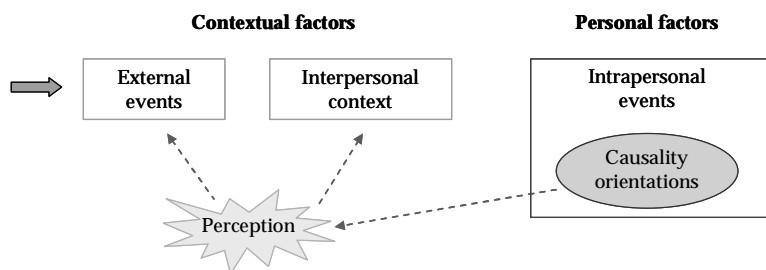 Contextual factors
Personal factors
External
events
Interpersonal
context
Intrapersonal
events
Causality
orientations
Perception